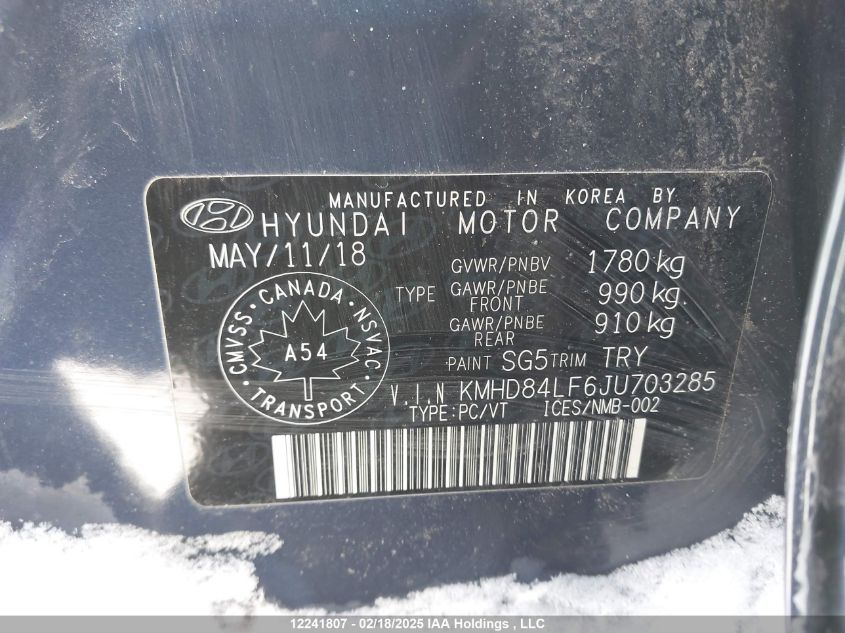 MANUFACTURED IN KOREA BY
HYUNDAI MOTOR COMPANY
MAY/11/18
GVWR/PNBV 1780 kg
TYPE GAWR/PNBE FRONT 990 kg
GAWR/PNBE REAR 910 kg
CMVSS • CANADA • NSVAC • TRANSPORT •
A54
PAINT SG5 TRIM TRY
V.I.N KMHD84LF6JU703285
TYPE:PC/VT ICES/NMB-002
12241807 - 02/18/2025 IAA Holdings , LLC